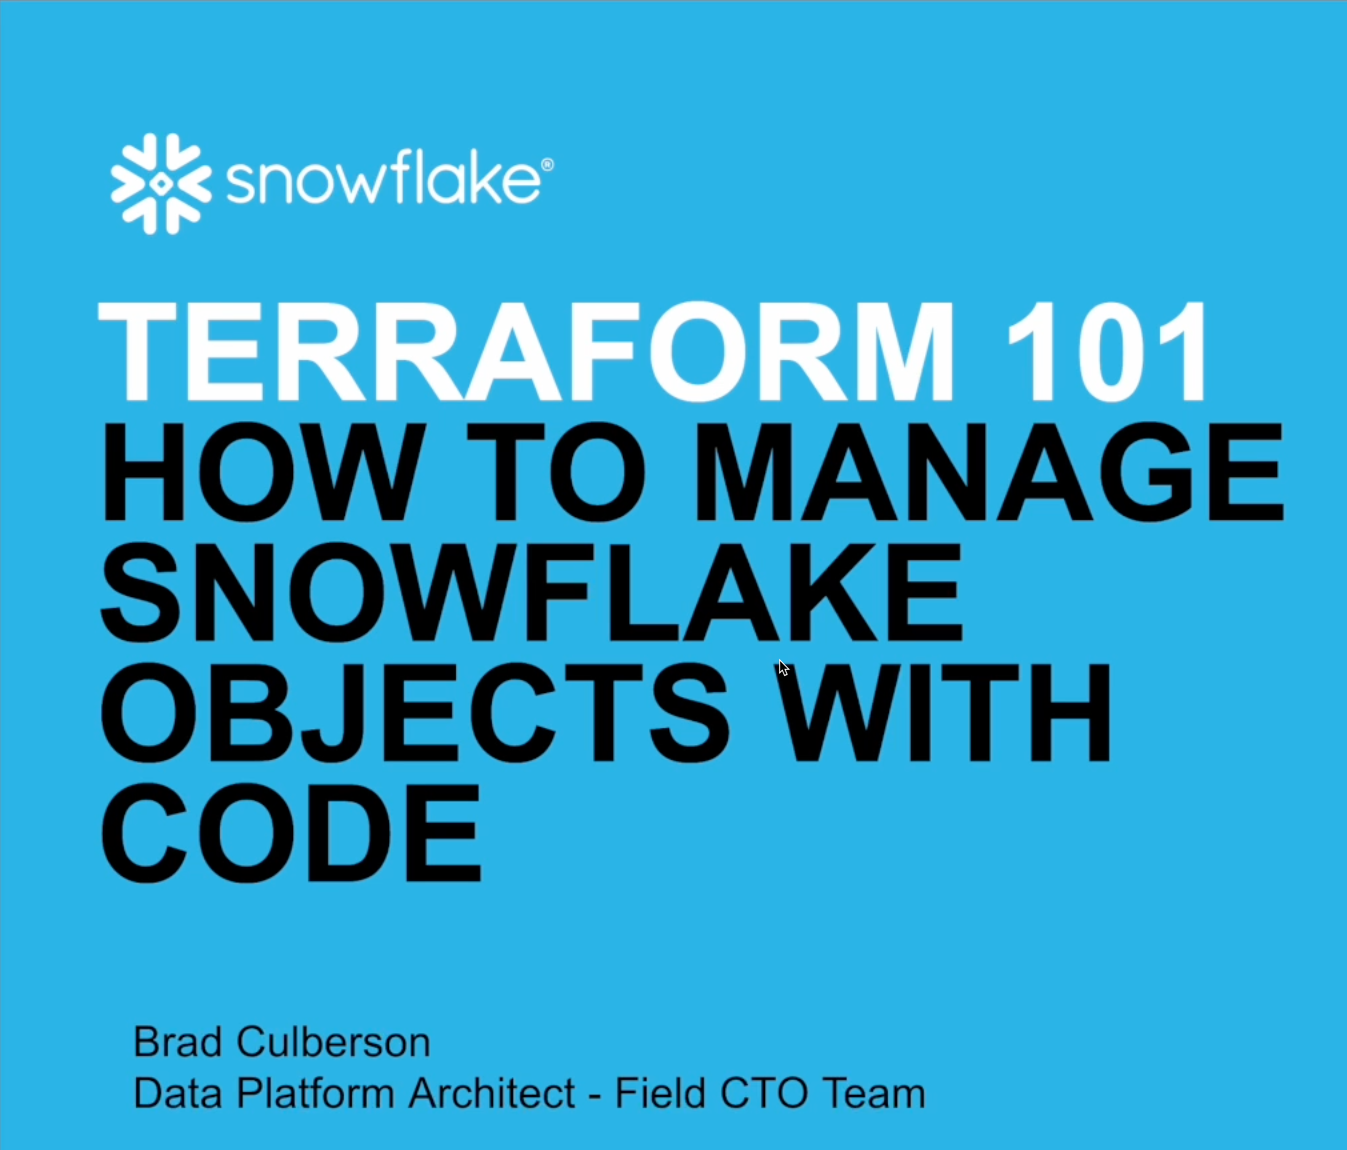 snowflake®
TERRAFORM 101
HOW TO MANAGE
SNOWFLAKE
OBJECTS WITH
CODE
Brad Culberson
Data Platform Architect - Field CTO Team